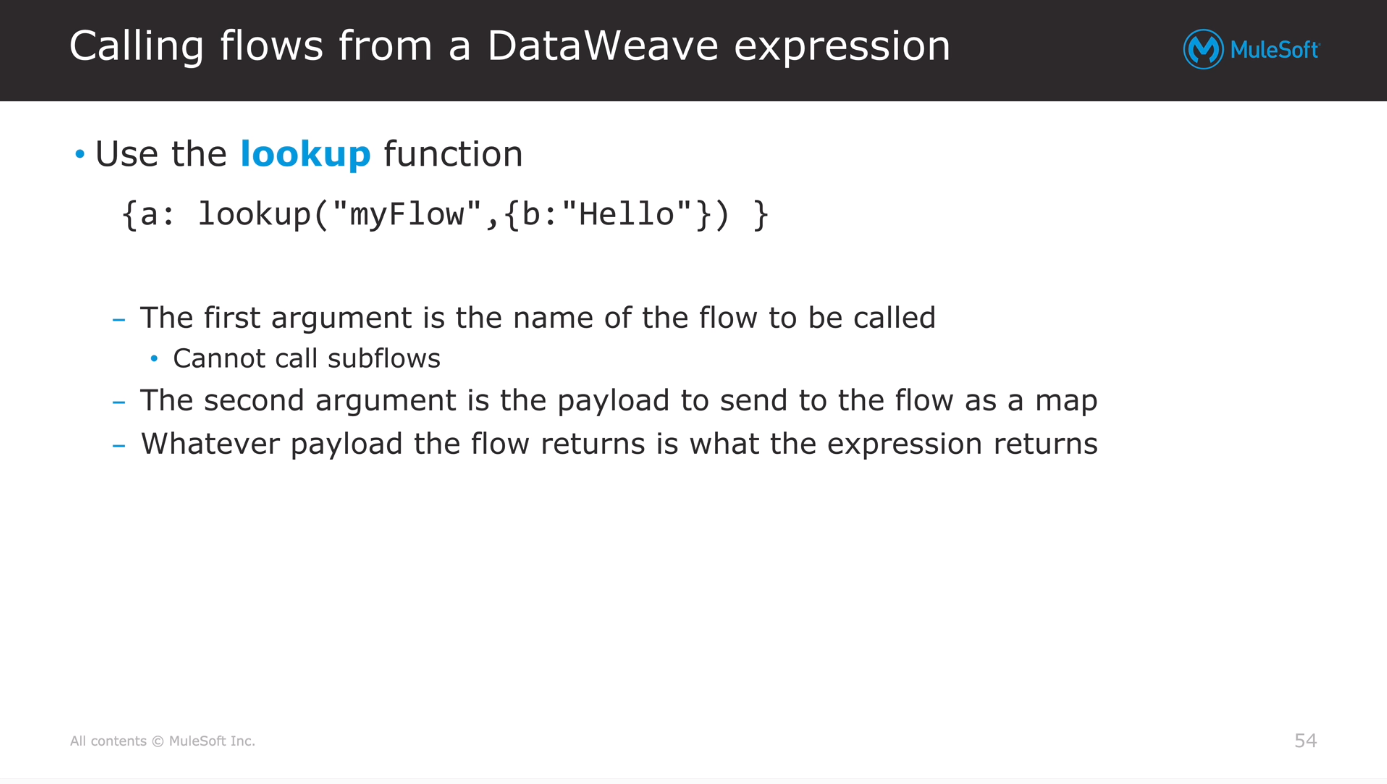 Calling flows from a DataWeave expression
MuleSoft
• Use the lookup function
{a: lookup("myFlow",{b:"Hello"}) }
– The first argument is the name of the flow to be called
• Cannot call subflows
– The second argument is the payload to send to the flow as a map
– Whatever payload the flow returns is what the expression returns
All contents © MuleSoft Inc.
54